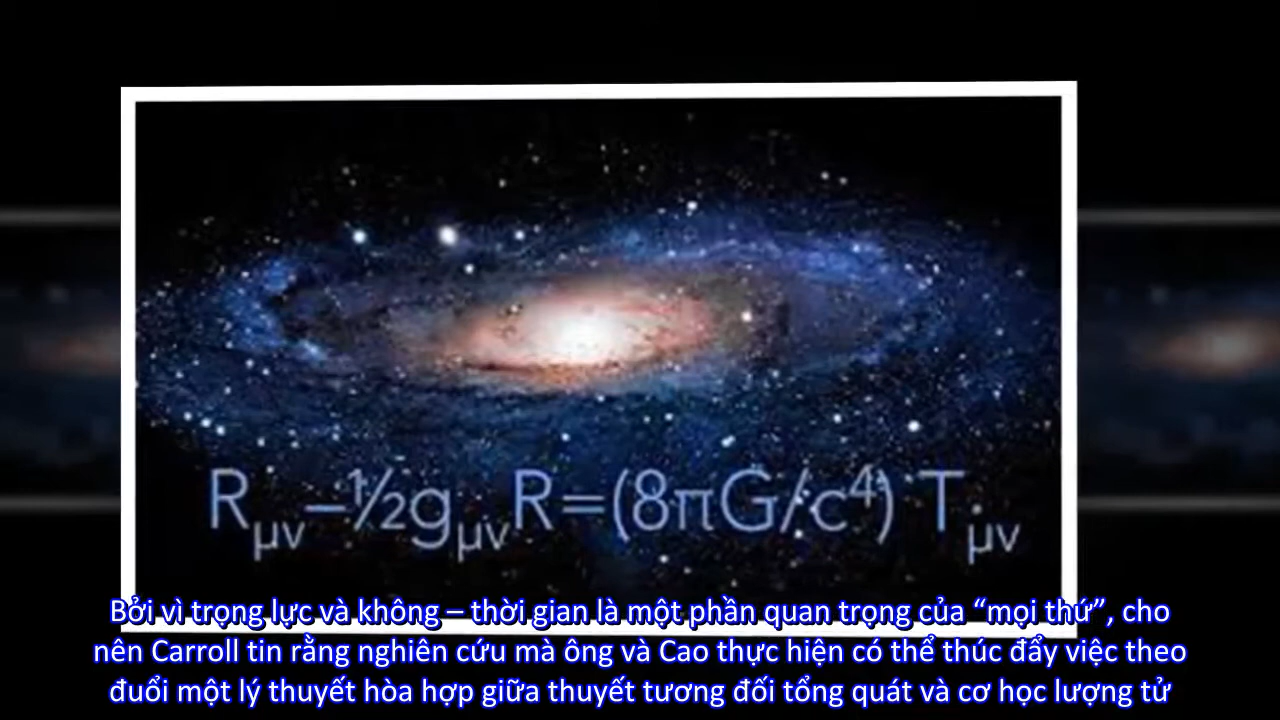 Rμν–½gμνR=(8πG/c⁴) Tμν
Bởi vì trọng lực và không – thời gian là một phần quan trọng của “mọi thứ”, cho
nên Carroll tin rằng nghiên cứu mà ông và Cao thực hiện có thể thúc đẩy việc theo
đuổi một lý thuyết hòa hợp giữa thuyết tương đối tổng quát và cơ học lượng tử